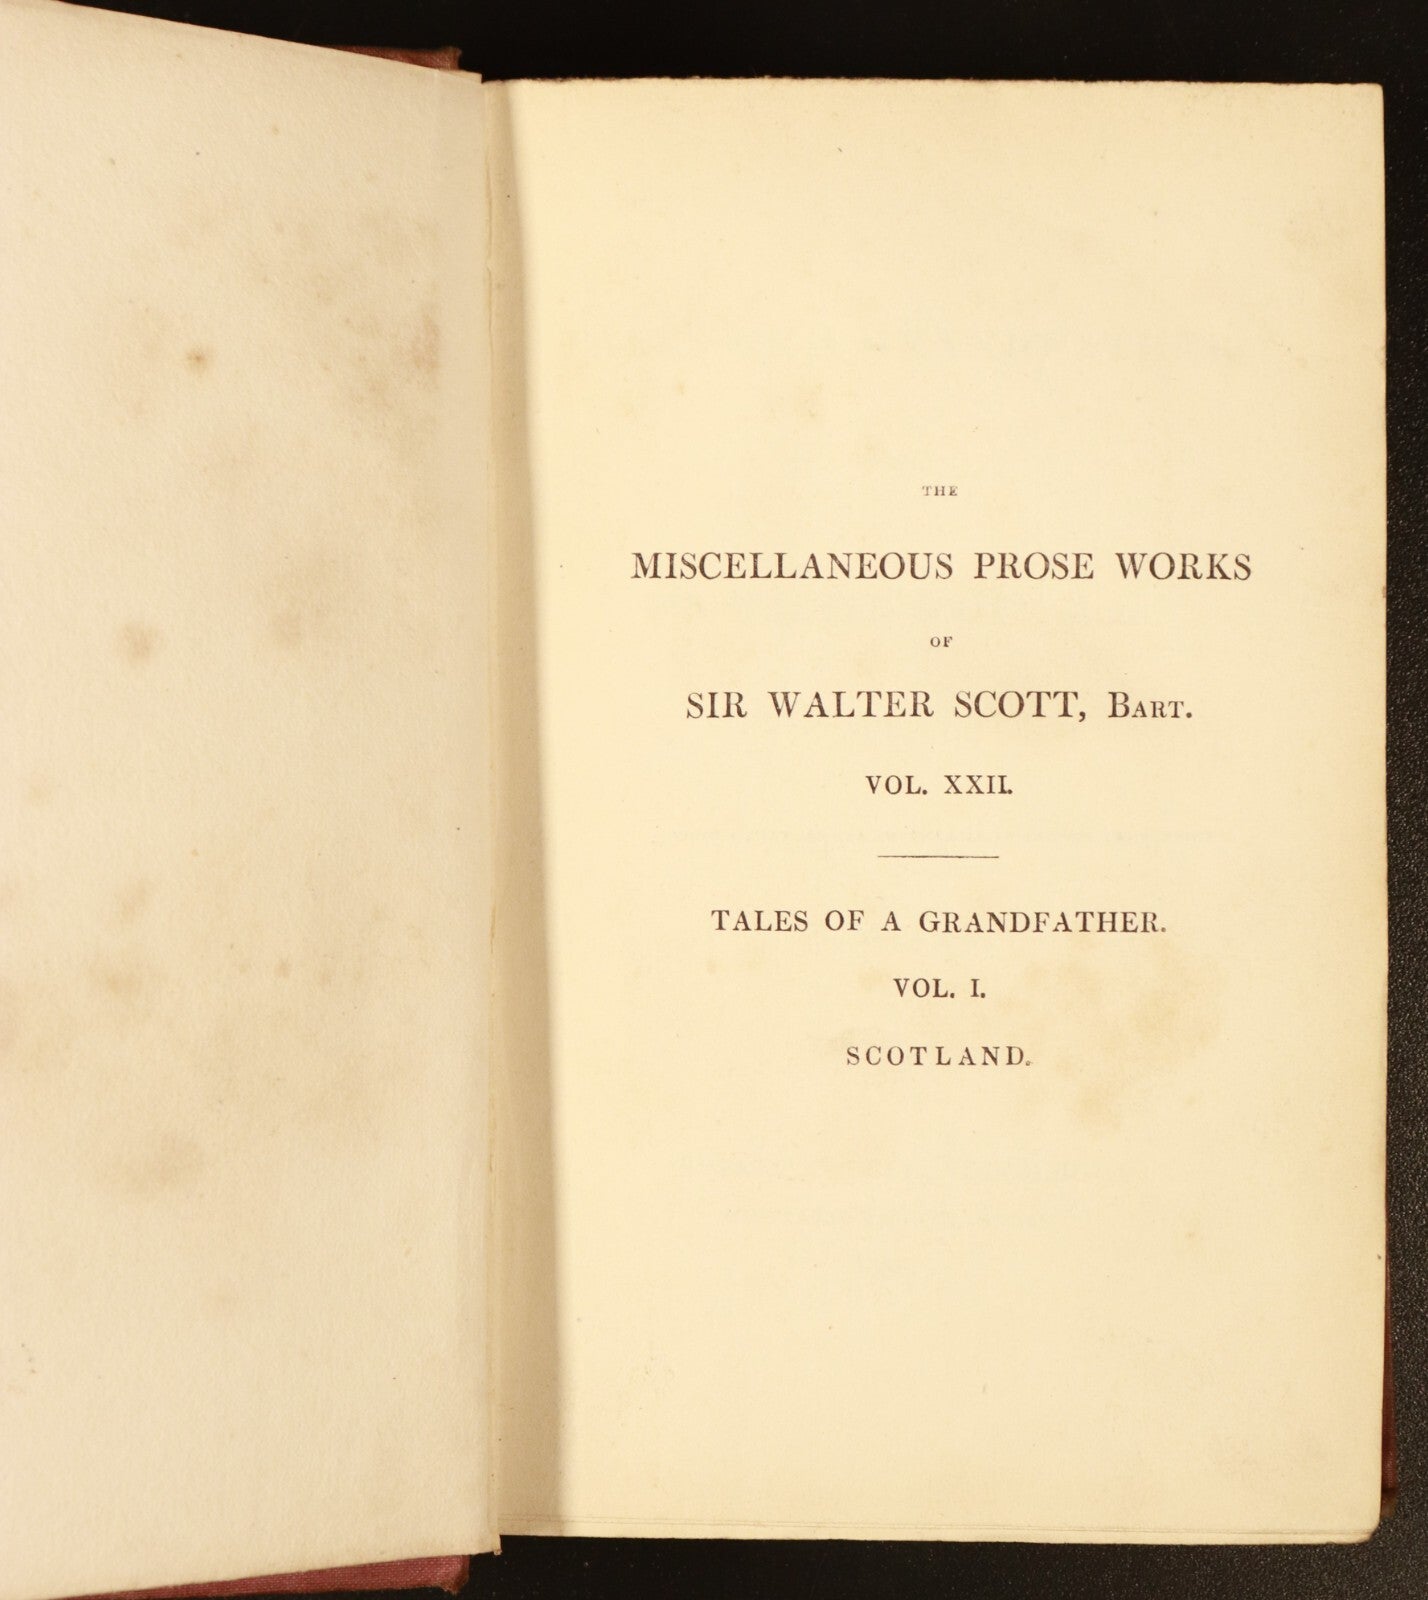 THE
MISCELLANEOUS PROSE WORKS
OF
SIR WALTER SCOTT, BART.
VOL. XXII.
TALES OF A GRANDFATHER.
VOL. I.
SCOTLAND.